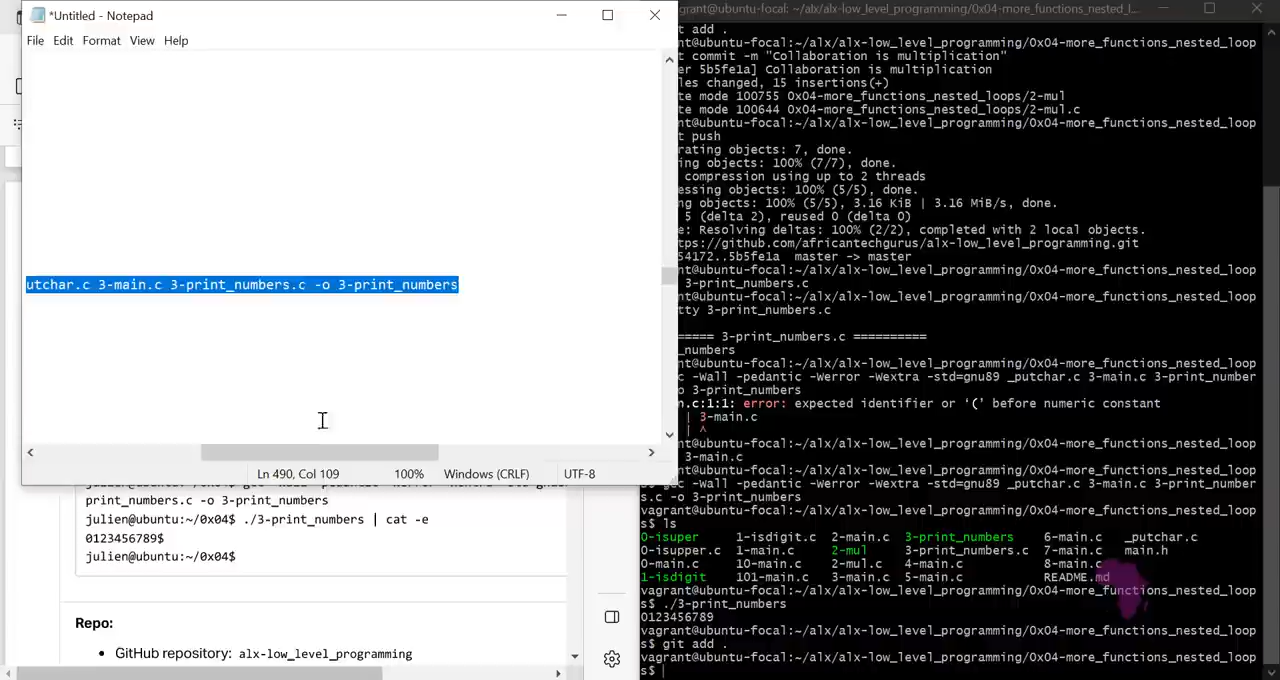 *Untitled - Notepad
File Edit Format View Help
utchar.c 3-main.c 3-print_numbers.c -o 3-print_numbers
Ln 490, Col 109 100% Windows (CRLF) UTF-8
print_numbers.c -o 3-print_numbers
julien@ubuntu:~/0x04$ ./3-print_numbers | cat -e
0123456789$
julien@ubuntu:~/0x04$
Repo:
• GitHub repository: alx-low_level_programming
agrant@ubuntu-focal: ~/alx/alx-low_level_programming/0x04-more_functions_nested_l...
t add .
nt@ubuntu-focal:~/alx/alx-low_level_programming/0x04-more_functions_nested_loop
t commit -m "Collaboration is multiplication"
er 5b5fe1a] Collaboration is multiplication
les changed, 15 insertions(+)
te mode 100755 0x04-more_functions_nested_loops/2-mul
te mode 100644 0x04-more_functions_nested_loops/2-mul.c
nt@ubuntu-focal:~/alx/alx-low_level_programming/0x04-more_functions_nested_loop
t push
rating objects: 7, done.
ing objects: 100% (7/7), done.
compression using up to 2 threads
essing objects: 100% (5/5), done.
ng objects: 100% (5/5), 3.16 KiB | 3.16 MiB/s, done.
5 (delta 2), reused 0 (delta 0)
e: Resolving deltas: 100% (2/2), completed with 2 local objects.
tps://github.com/africantechgurus/alx-low_level_programming.git
54172..5b5fe1a master -> master
nt@ubuntu-focal:~/alx/alx-low_level_programming/0x04-more_functions_nested_loop
3-print_numbers.c
nt@ubuntu-focal:~/alx/alx-low_level_programming/0x04-more_functions_nested_loop
tty 3-print_numbers.c
===== 3-print_numbers.c ==========
_numbers
nt@ubuntu-focal:~/alx/alx-low_level_programming/0x04-more_functions_nested_loop
c -Wall -pedantic -Werror -Wextra -std=gnu89 _putchar.c 3-main.c 3-print_number
o 3-print_numbers
n.c:1:1: error: expected identifier or ‘(’ before numeric constant
| 3-main.c
| ^
nt@ubuntu-focal:~/alx/alx-low_level_programming/0x04-more_functions_nested_loop
3-main.c
nt@ubuntu-focal:~/alx/alx-low_level_programming/0x04-more_functions_nested_loop
s$ gcc -Wall -pedantic -Werror -Wextra -std=gnu89 _putchar.c 3-main.c 3-print_number
s.c -o 3-print_numbers
vagrant@ubuntu-focal:~/alx/alx-low_level_programming/0x04-more_functions_nested_loop
s$ ls
0-isuper 1-isdigit.c 2-main.c 3-print_numbers 6-main.c _putchar.c
0-isupper.c 1-main.c 2-mul 3-print_numbers.c 7-main.c main.h
0-main.c 10-main.c 2-mul.c 4-main.c 8-main.c
1-isdigit 101-main.c 3-main.c 5-main.c README.md
vagrant@ubuntu-focal:~/alx/alx-low_level_programming/0x04-more_functions_nested_loop
s$ ./3-print_numbers
0123456789
vagrant@ubuntu-focal:~/alx/alx-low_level_programming/0x04-more_functions_nested_loop
s$ git add .
vagrant@ubuntu-focal:~/alx/alx-low_level_programming/0x04-more_functions_nested_loop
s$